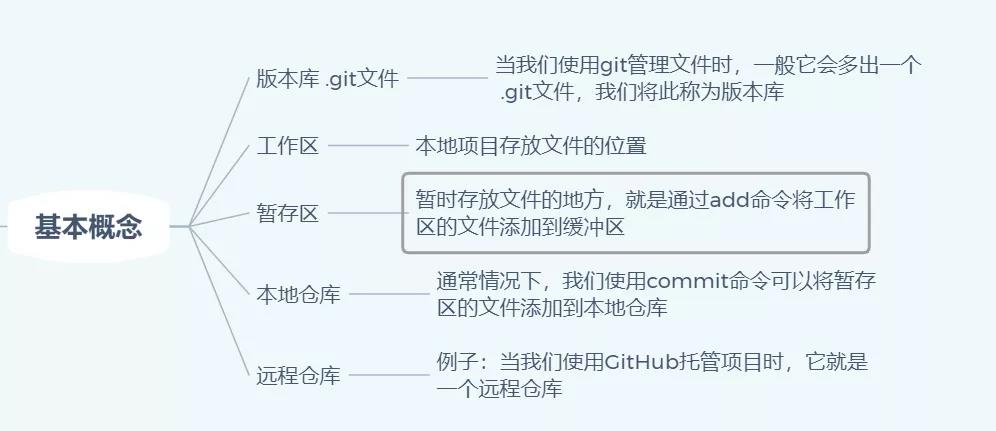 基本概念
版本库 .git文件
当我们使用git管理文件时，一般它会多出一个
.git文件，我们将此称为版本库
工作区
本地项目存放文件的位置
暂存区
暂时存放文件的地方，就是通过add命令将工作
区的文件添加到缓冲区
本地仓库
通常情况下，我们使用commit命令可以将暂存
区的文件添加到本地仓库
远程仓库
例子：当我们使用GitHub托管项目时，它就是
一个远程仓库